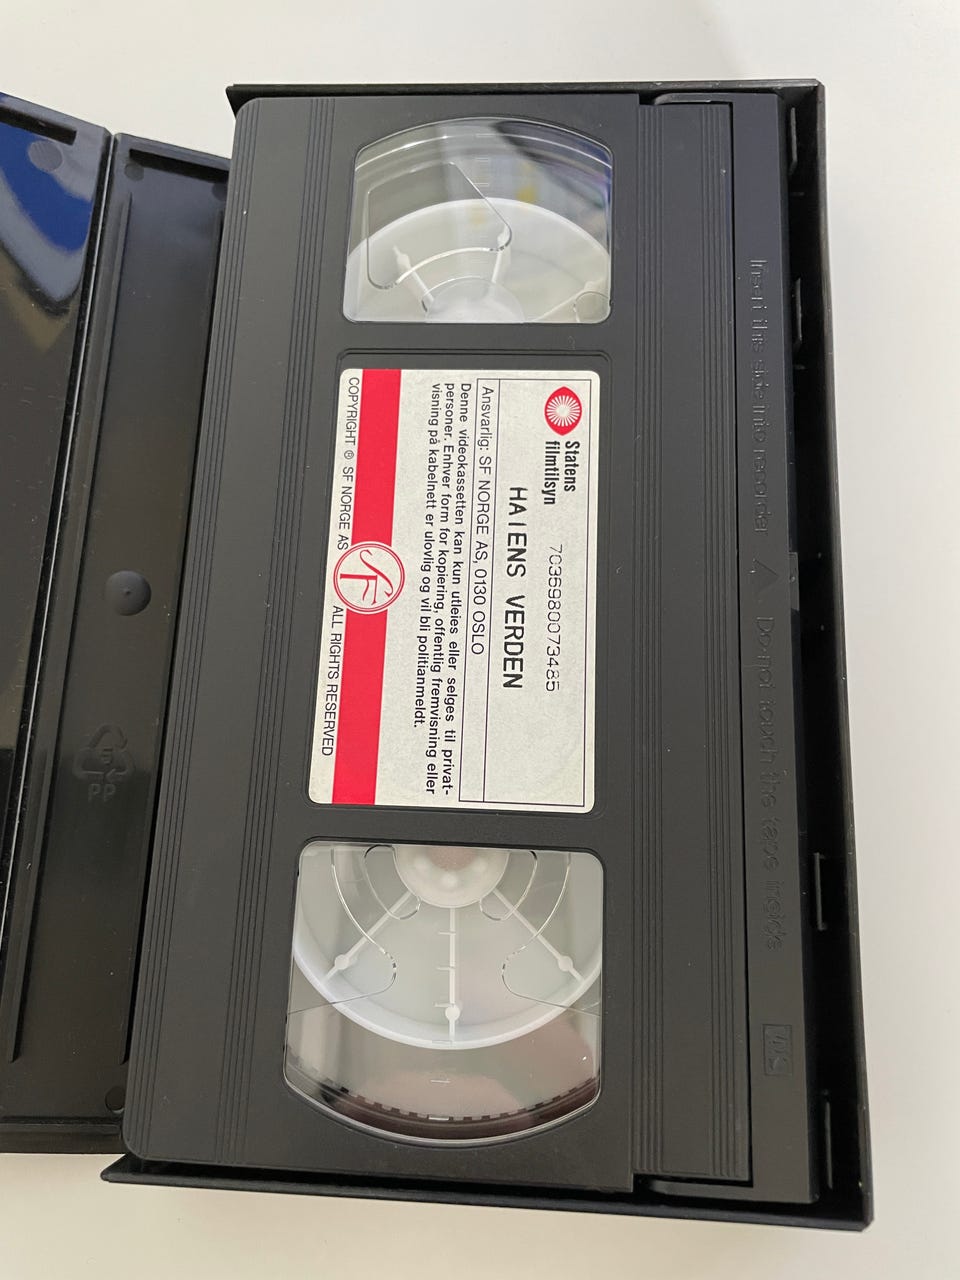 Statens
filmtilsyn
7035980073485
HAIENS VERDEN
Ansvarlig: SF NORGE AS, 0130 OSLO
Denne videokassetten kan kun utleies eller selges til privat-
personer. Enhver form for kopiering, offentlig fremvisning eller
visning på kabelnett er ulovlig og vil bli politianmeldt.
SF
COPYRIGHT ® SF NORGE AS
ALL RIGHTS RESERVED
Insert this side into recorder
Do not touch the tape inside
VHS
PP